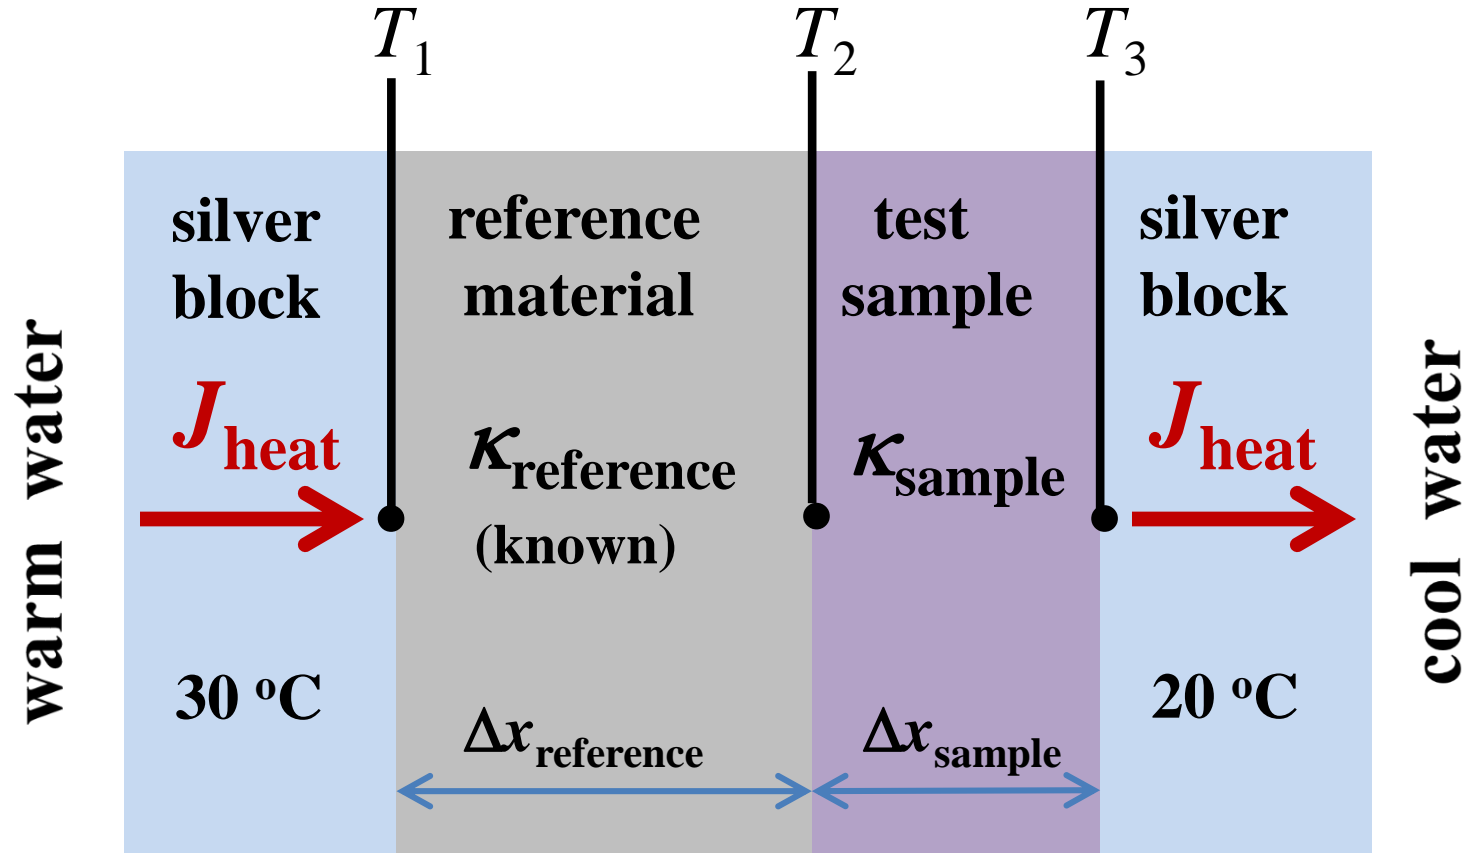 T1 T2 T3
silver block
reference material
test sample
silver block
warm water
Jheat
κreference
(known)
κsample
Jheat
cool water
30 oC
20 oC
Δxreference
Δxsample